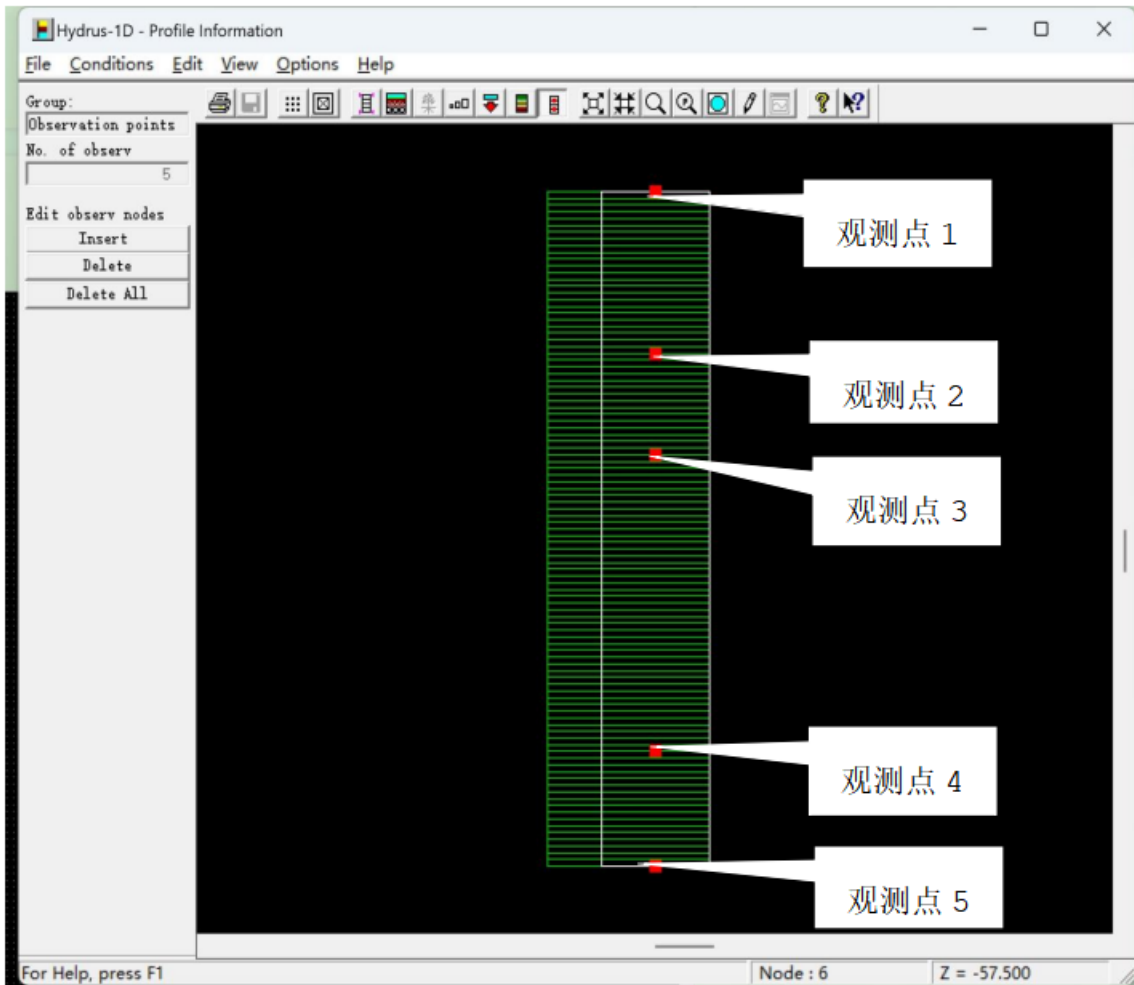 Hydrus-1D - Profile Information
File Conditions Edit View Options Help
Group:
Observation points
No. of observ
5
Edit observ nodes
Insert
Delete
Delete All
观测点 1
观测点 2
观测点 3
观测点 4
观测点 5
For Help, press F1
Node : 6
Z = -57.500